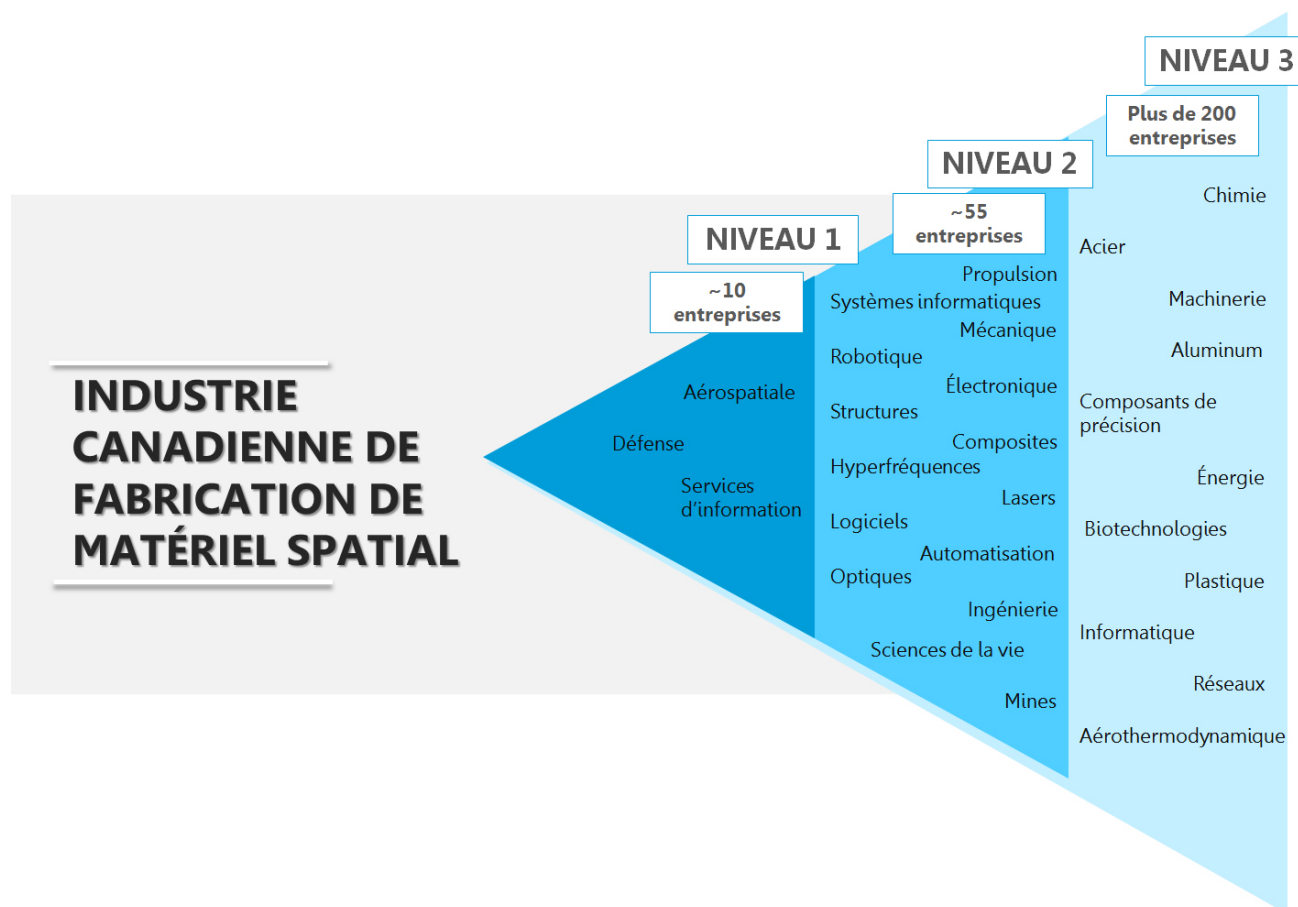 INDUSTRIE
CANADIENNE DE
FABRICATION DE
MATÉRIEL SPATIAL
NIVEAU 1
~10
entreprises
Aérospatiale
Défense
Services
d'information
NIVEAU 2
~55
entreprises
Propulsion
Systèmes informatiques
Mécanique
Robotique
Électronique
Structures
Composites
Hyperfréquences
Lasers
Logiciels
Automatisation
Optiques
Ingénierie
Sciences de la vie
Mines
NIVEAU 3
Plus de 200
entreprises
Chimie
Acier
Machinerie
Aluminum
Composants de
précision
Énergie
Biotechnologies
Plastique
Informatique
Réseaux
Aérothermodynamique